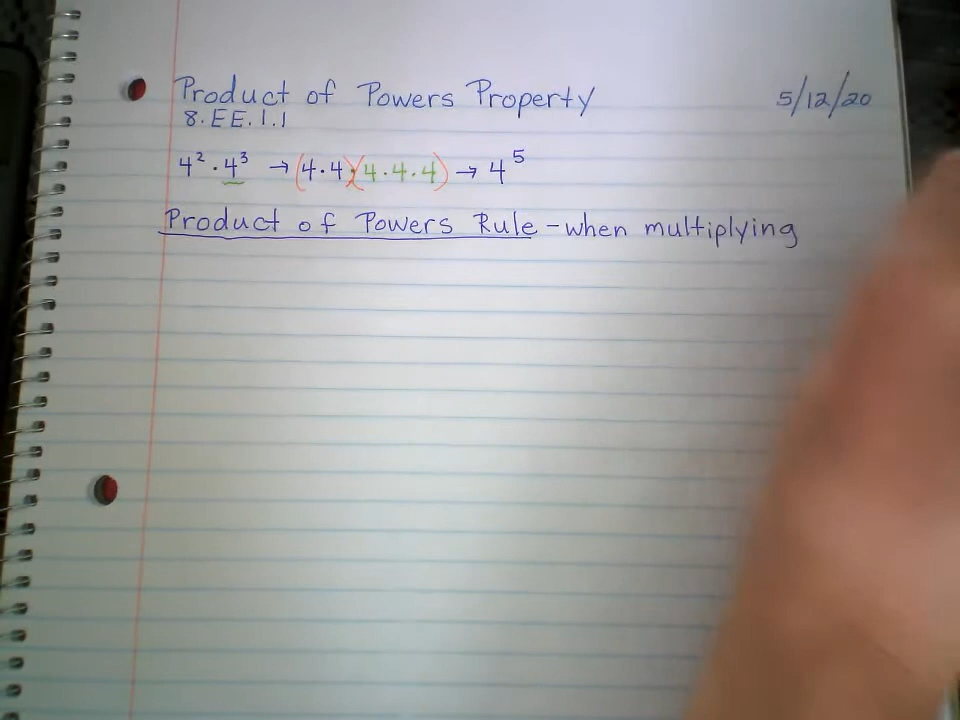 Product of Powers Property 5/12/20
8.EE.1.1
4² · 4³ → (4·4)·(4·4·4) → 4⁵
Product of Powers Rule - when multiplying